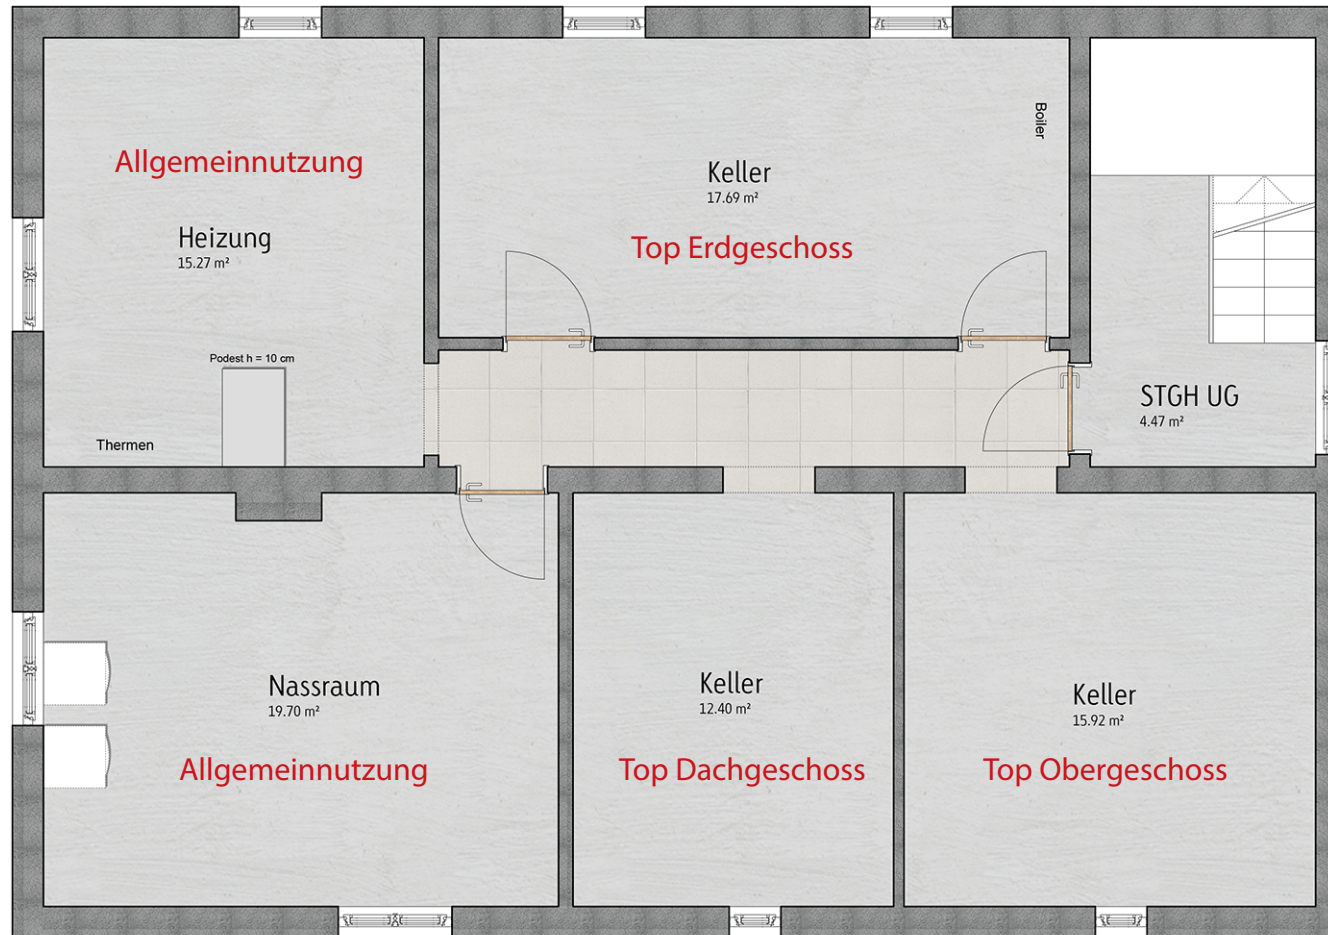 Allgemeinnutzung
Heizung
15.27 m²
Podest h = 10 cm
Thermen
Keller
17.69 m²
Top Erdgeschoss
Boiler
STGH UG
4.47 m²
Nassraum
19.70 m²
Allgemeinnutzung
Keller
12.40 m²
Top Dachgeschoss
Keller
15.92 m²
Top Obergeschoss